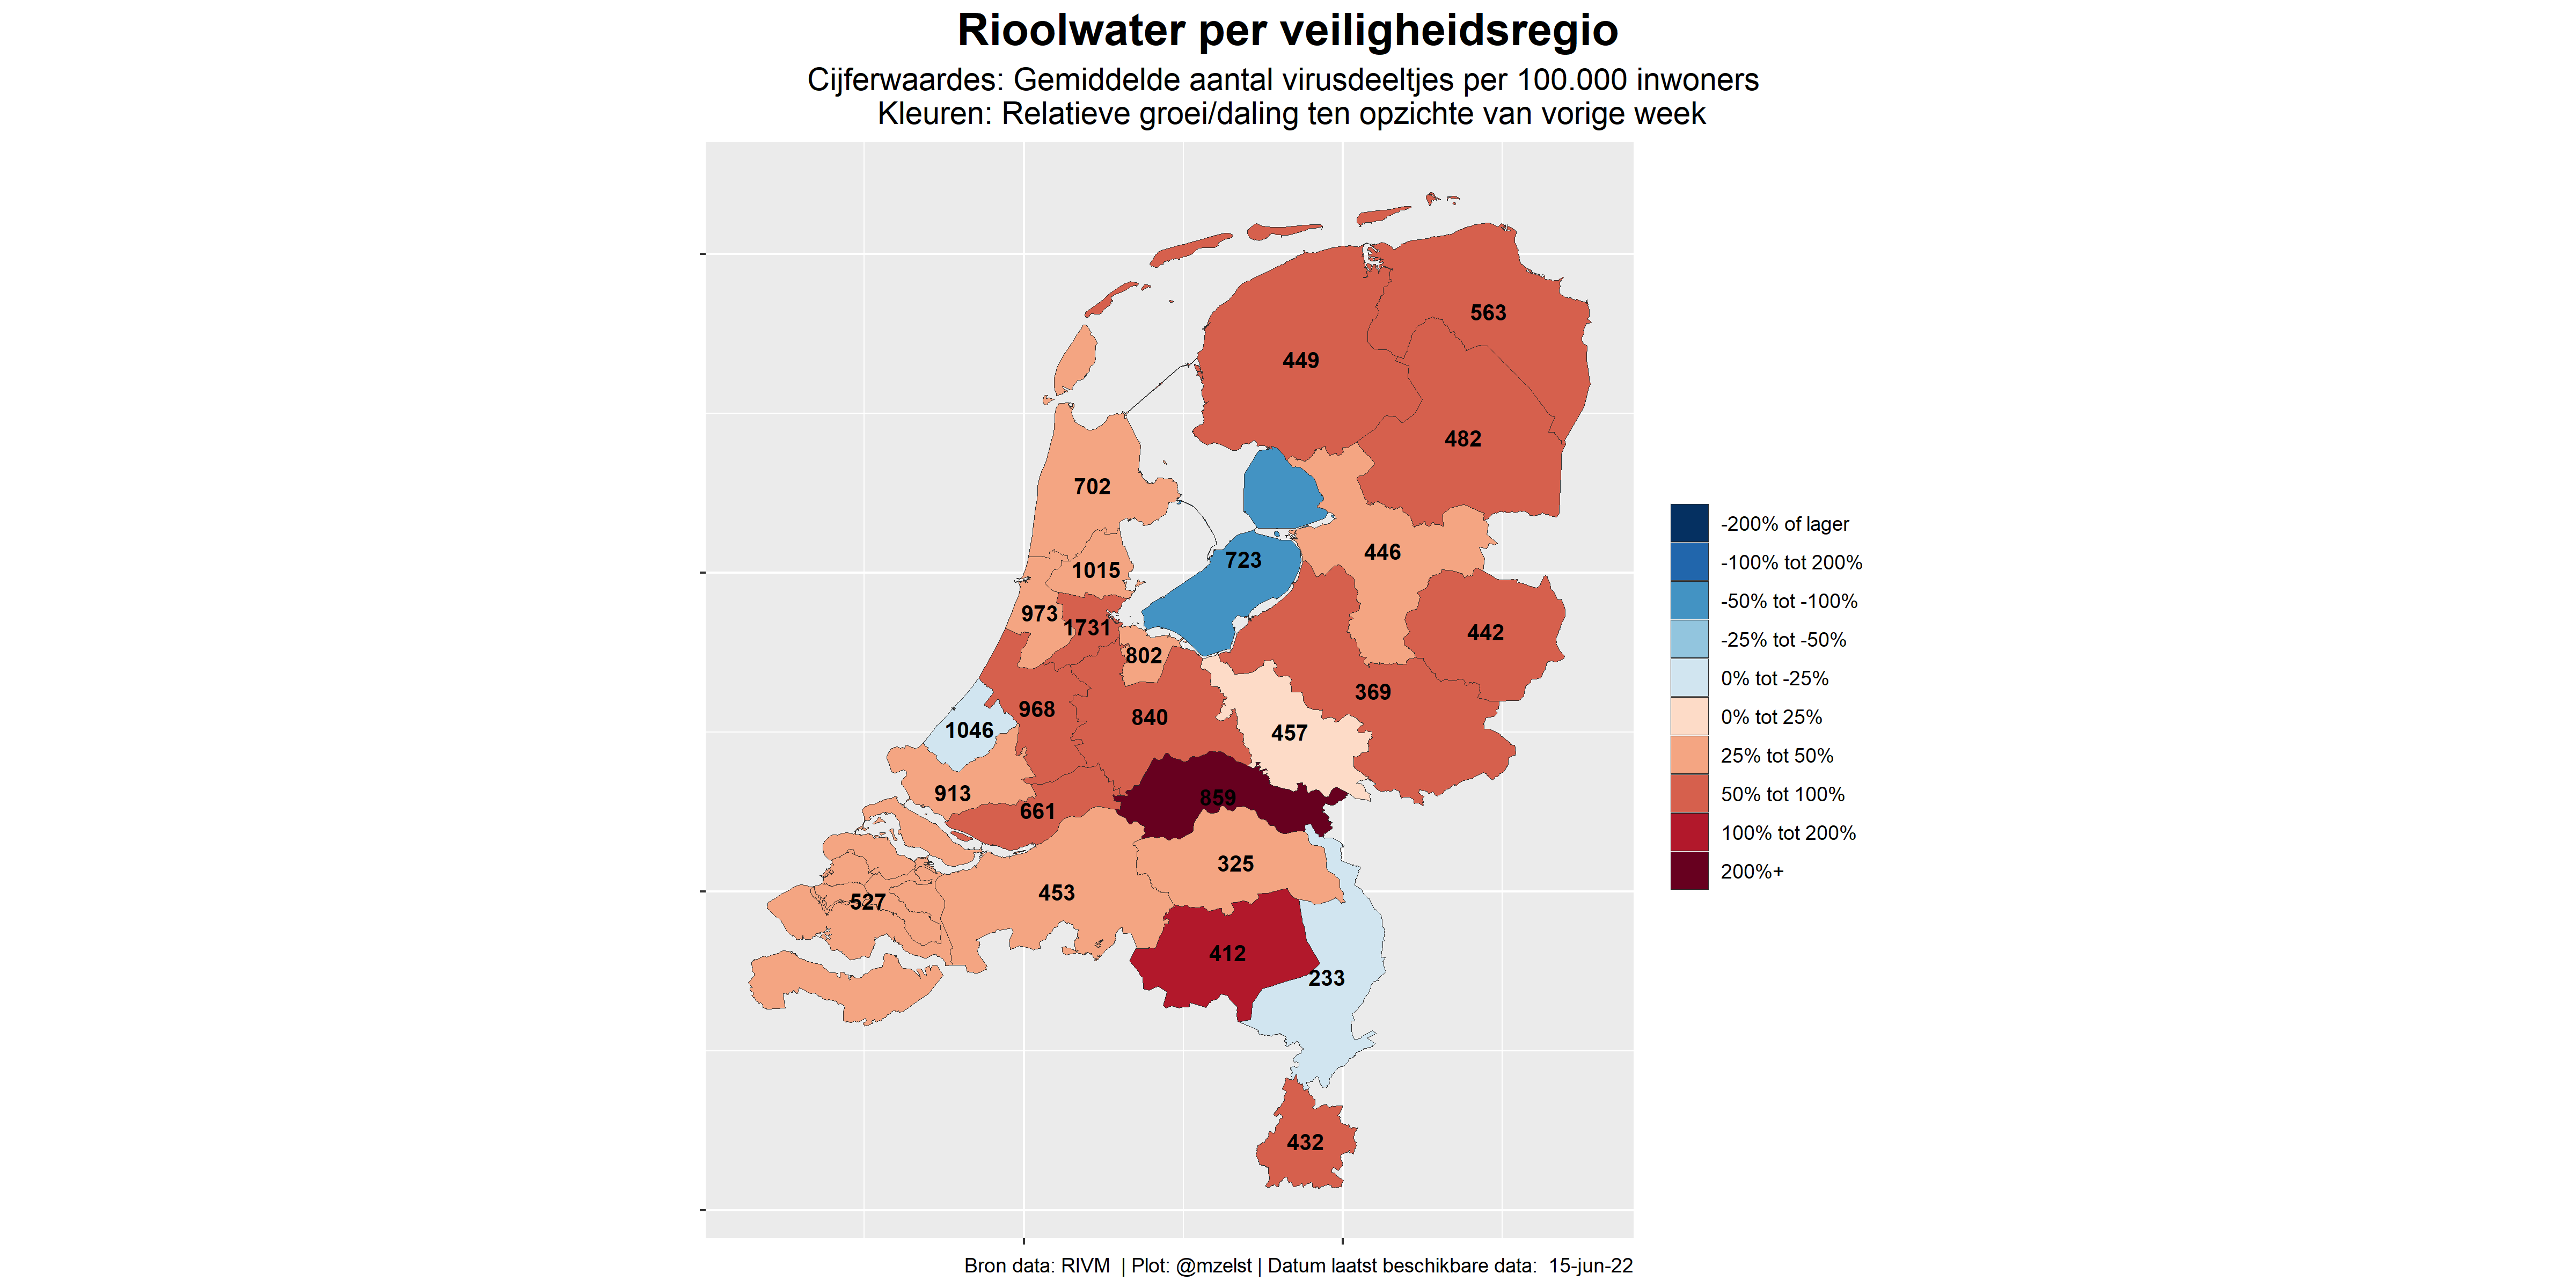 Rioolwater per veiligheidsregio
Cijferwaardes: Gemiddelde aantal virusdeeltjes per 100.000 inwoners
Kleuren: Relatieve groei/daling ten opzichte van vorige week
563
449
482
702
446
723
1015
973
1731
442
802
369
968
840
1046
457
913
859
661
325
453
527
412
233
432
-200% of lager
-100% tot 200%
-50% tot -100%
-25% tot -50%
0% tot -25%
0% tot 25%
25% tot 50%
50% tot 100%
100% tot 200%
200%+
Bron data: RIVM | Plot: @mzelst | Datum laatst beschikbare data: 15-jun-22